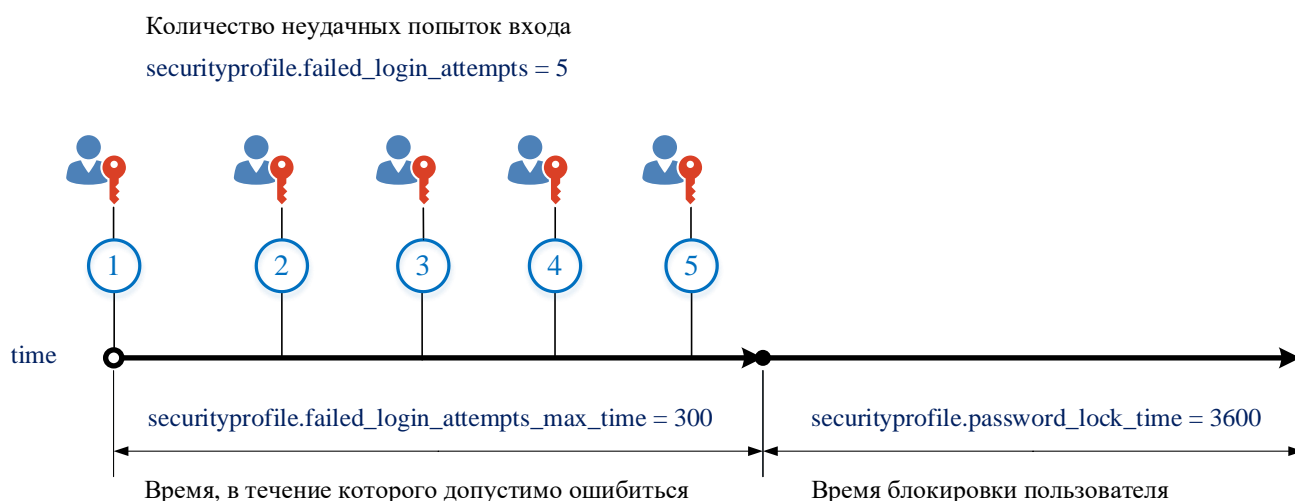 Количество неудачных попыток входа
securityprofile.failed_login_attempts = 5
1 2 3 4 5
time
securityprofile.failed_login_attempts_max_time = 300
securityprofile.password_lock_time = 3600
Время, в течение которого допустимо ошибиться
Время блокировки пользователя